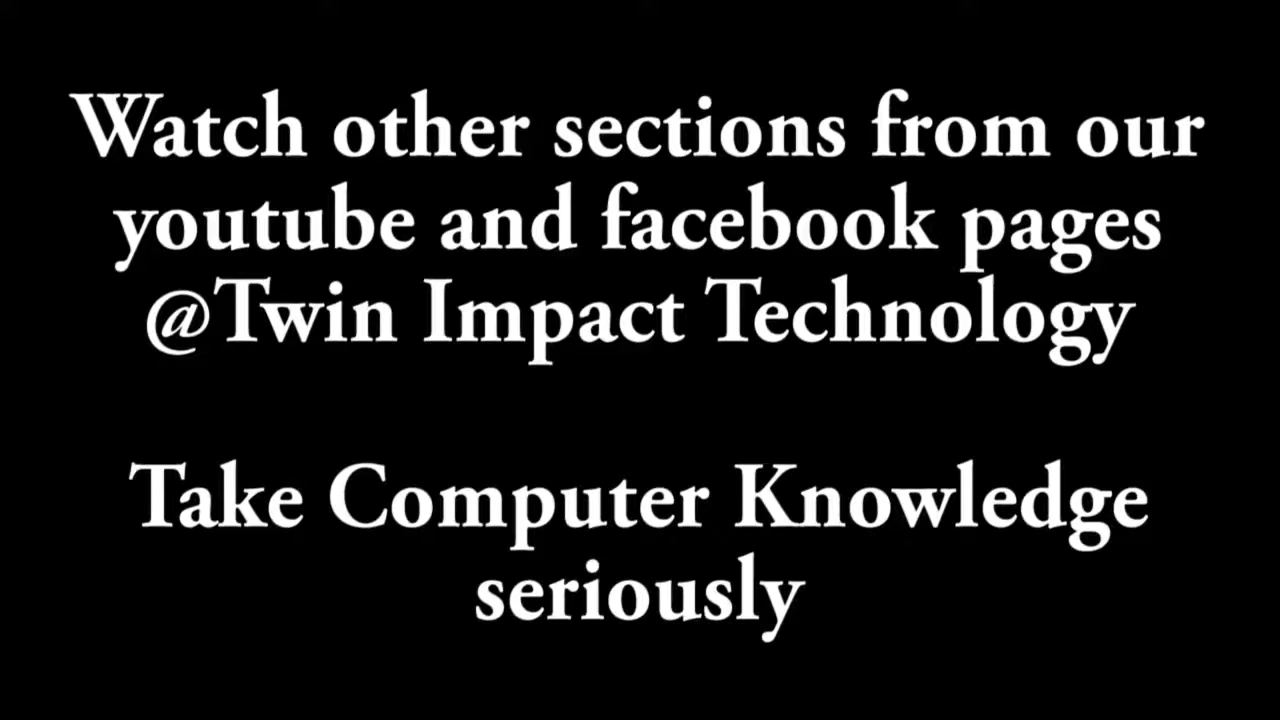 Watch other sections from our
youtube and facebook pages
@Twin Impact Technology
Take Computer Knowledge
seriously